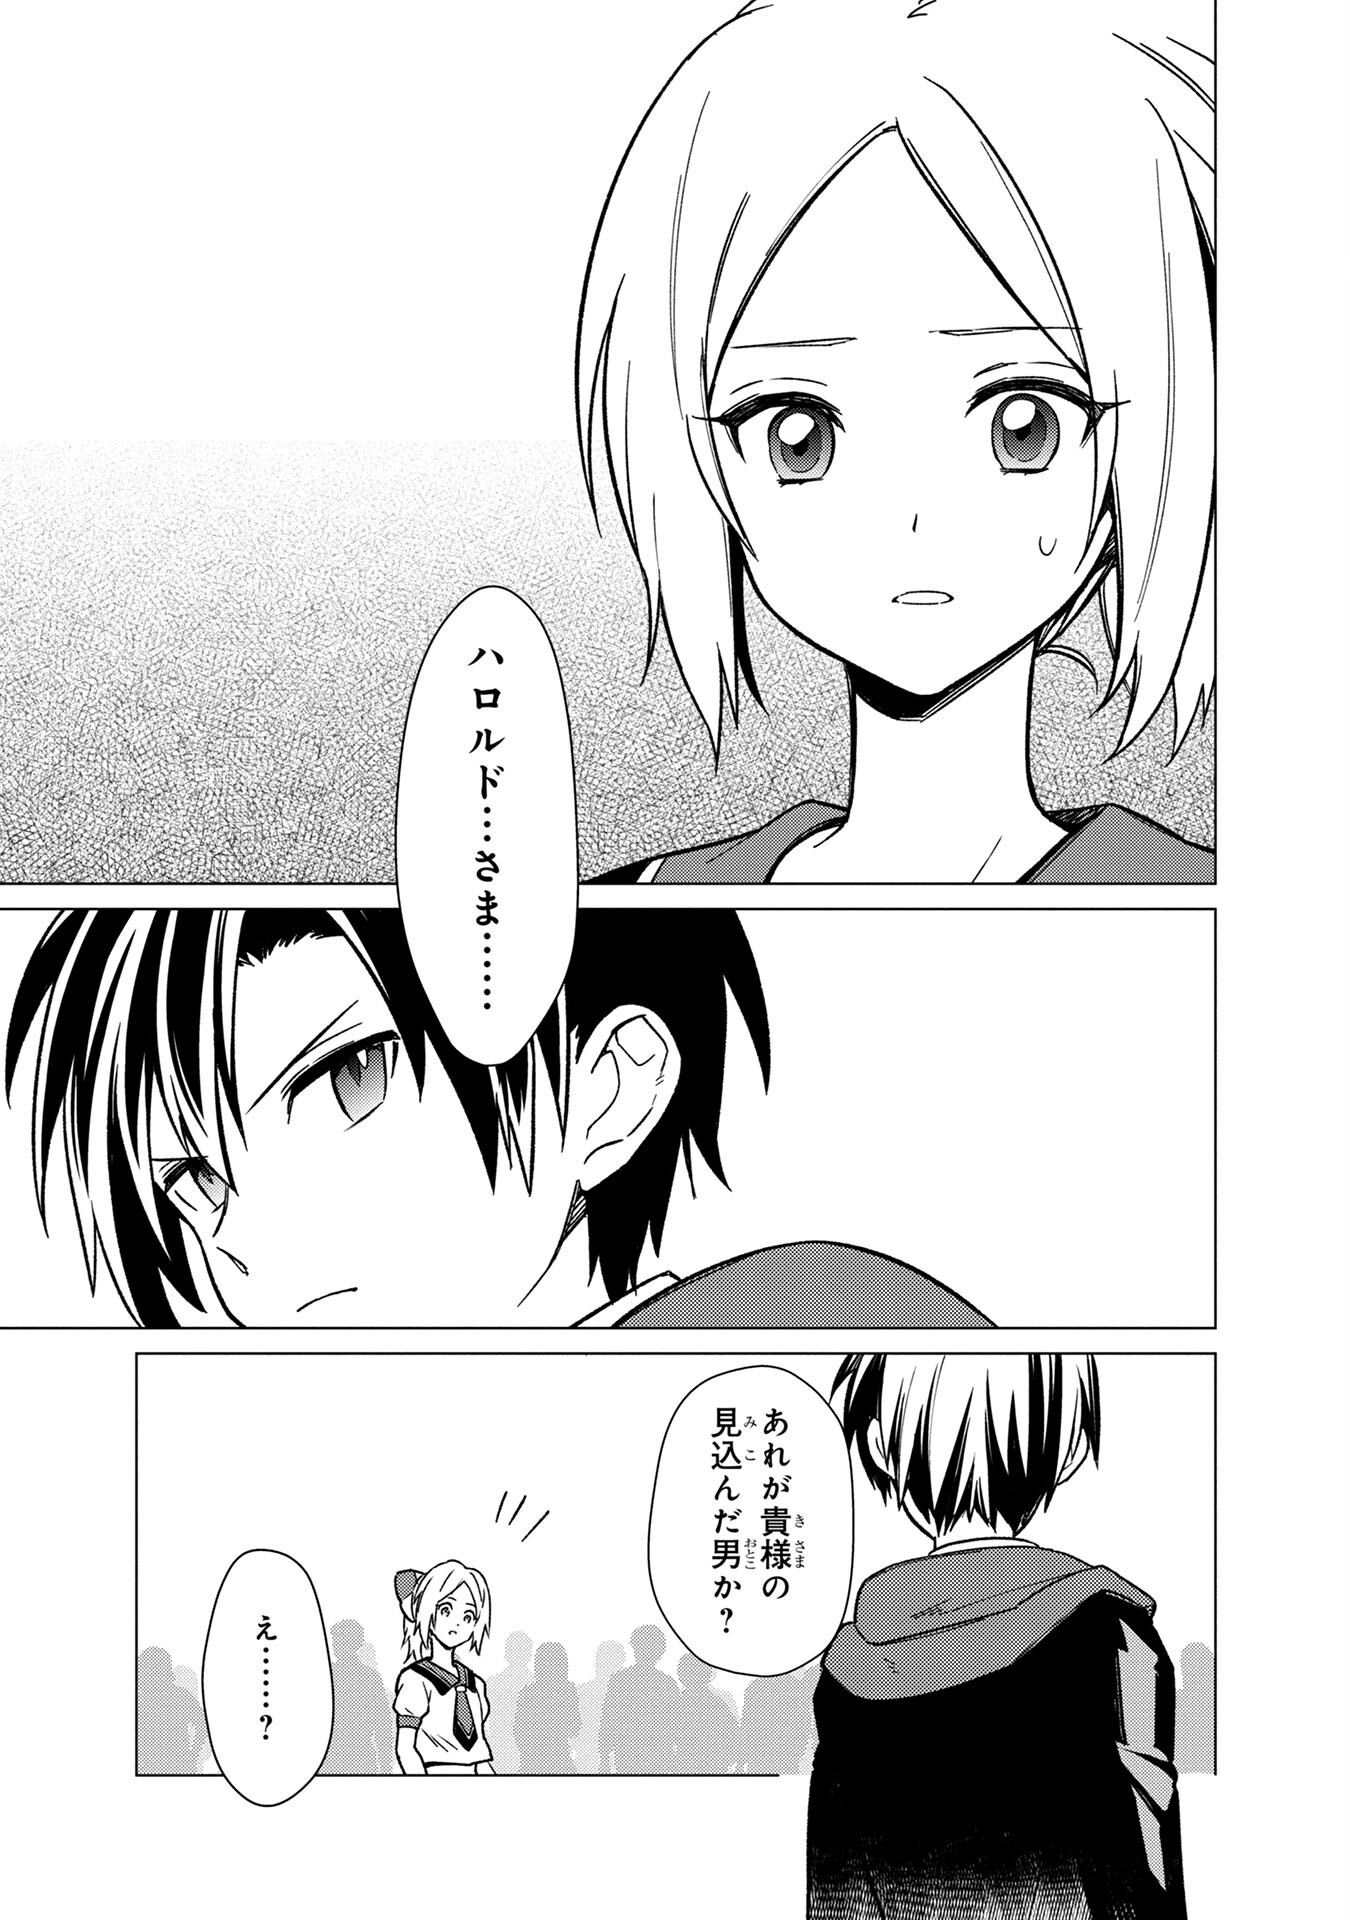 ハロルド…さま……
あれが貴様の
見込んだ男か？
え……？